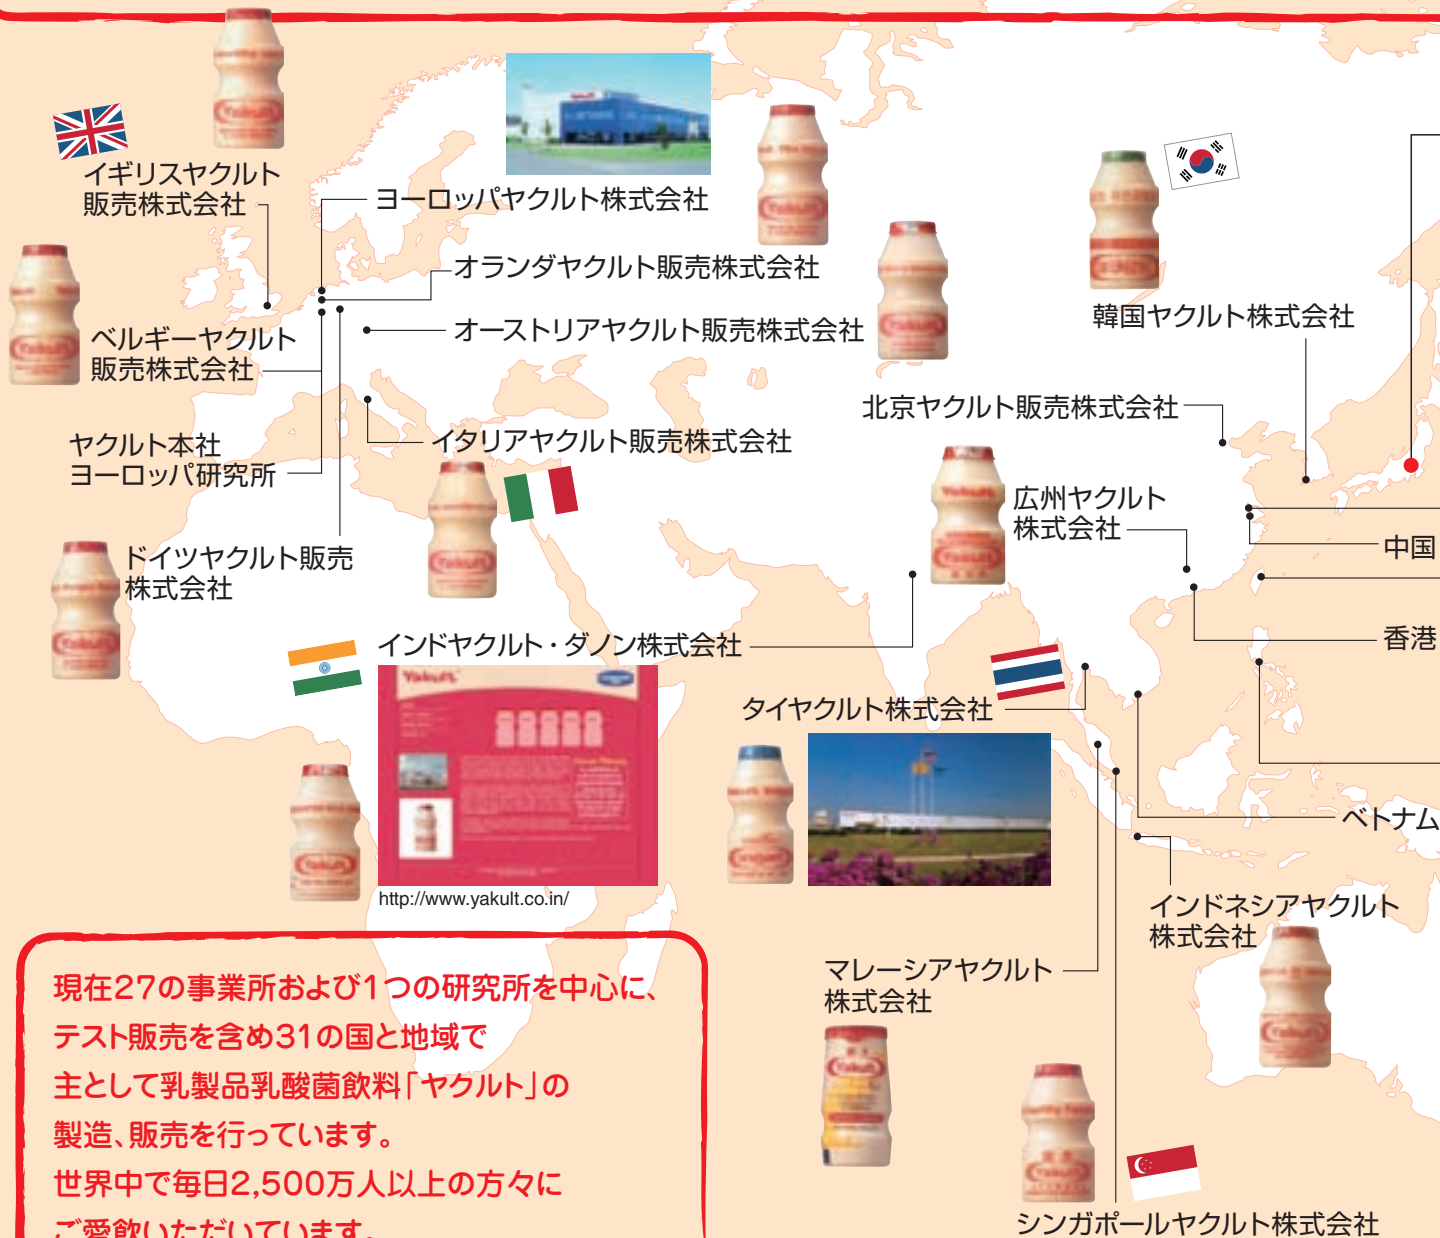 イギリスヤクルト
販売株式会社
ヨーロッパヤクルト株式会社
オランダヤクルト販売株式会社
オーストリアヤクルト販売株式会社
ベルギーヤクルト
販売株式会社
ヤクルト本社
ヨーロッパ研究所
イタリアヤクルト販売株式会社
ドイツヤクルト販売
株式会社
韓国ヤクルト株式会社
北京ヤクルト販売株式会社
広州ヤクルト
株式会社
中国
香港
インドヤクルト・ダノン株式会社
Yakult
http://www.yakult.co.in/
タイヤクルト株式会社
ベトナム
インドネシアヤクルト
株式会社
マレーシアヤクルト
株式会社
シンガポールヤクルト株式会社
現在27の事業所および1つの研究所を中心に、
テスト販売を含め31の国と地域で
主として乳製品乳酸菌飲料「ヤクルト」の
製造、販売を行っています。
世界中で毎日2,500万人以上の方々に
ご愛飲いただいています。